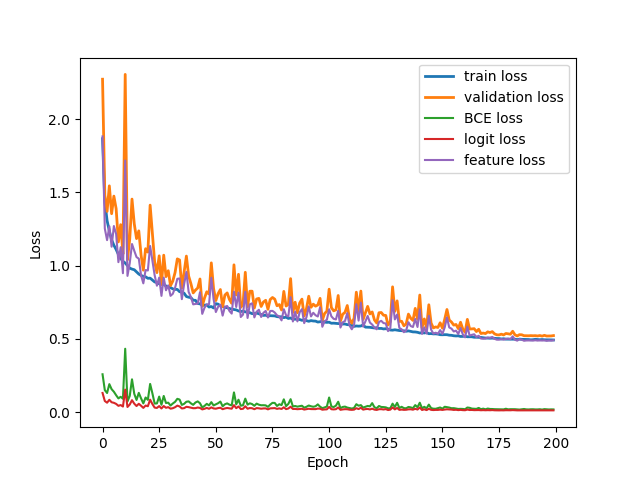 train loss
validation loss
BCE loss
logit loss
feature loss
Loss
2.0
1.5
1.0
0.5
0.0
0 25 50 75 100 125 150 175 200
Epoch